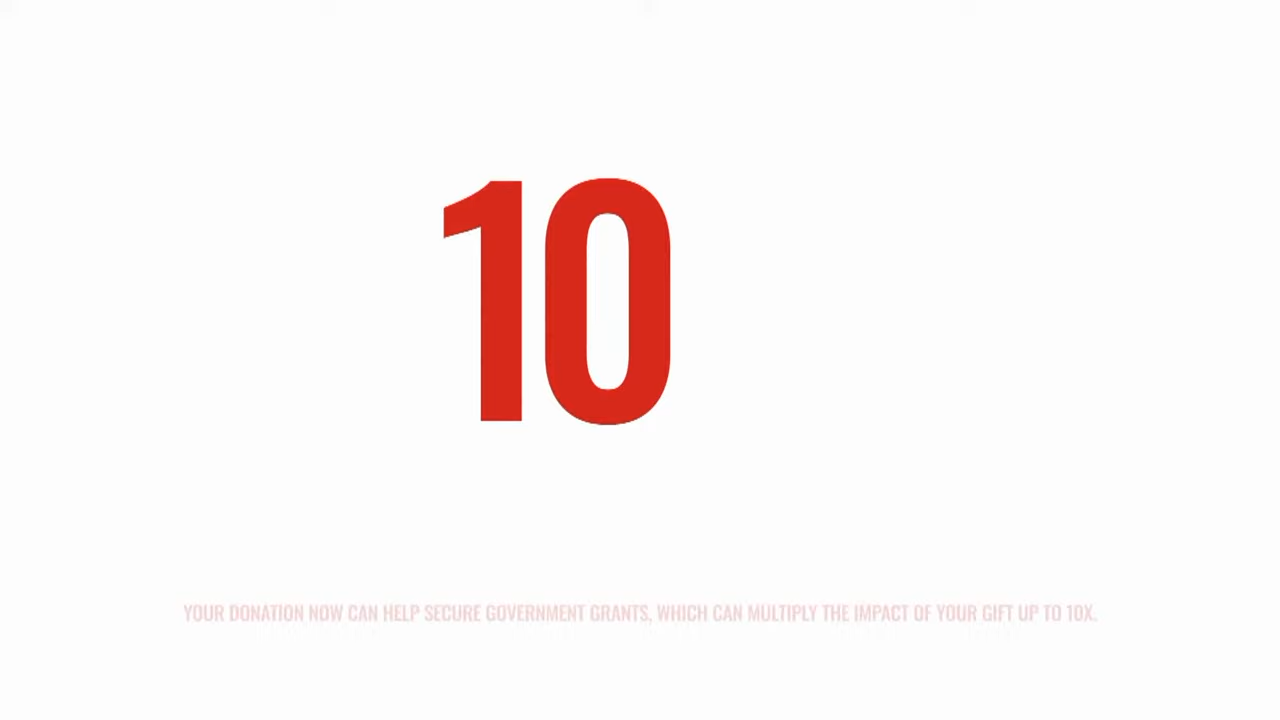 10
YOUR DONATION NOW CAN HELP SECURE GOVERNMENT GRANTS, WHICH CAN MULTIPLY THE IMPACT OF YOUR GIFT UP TO 10X.